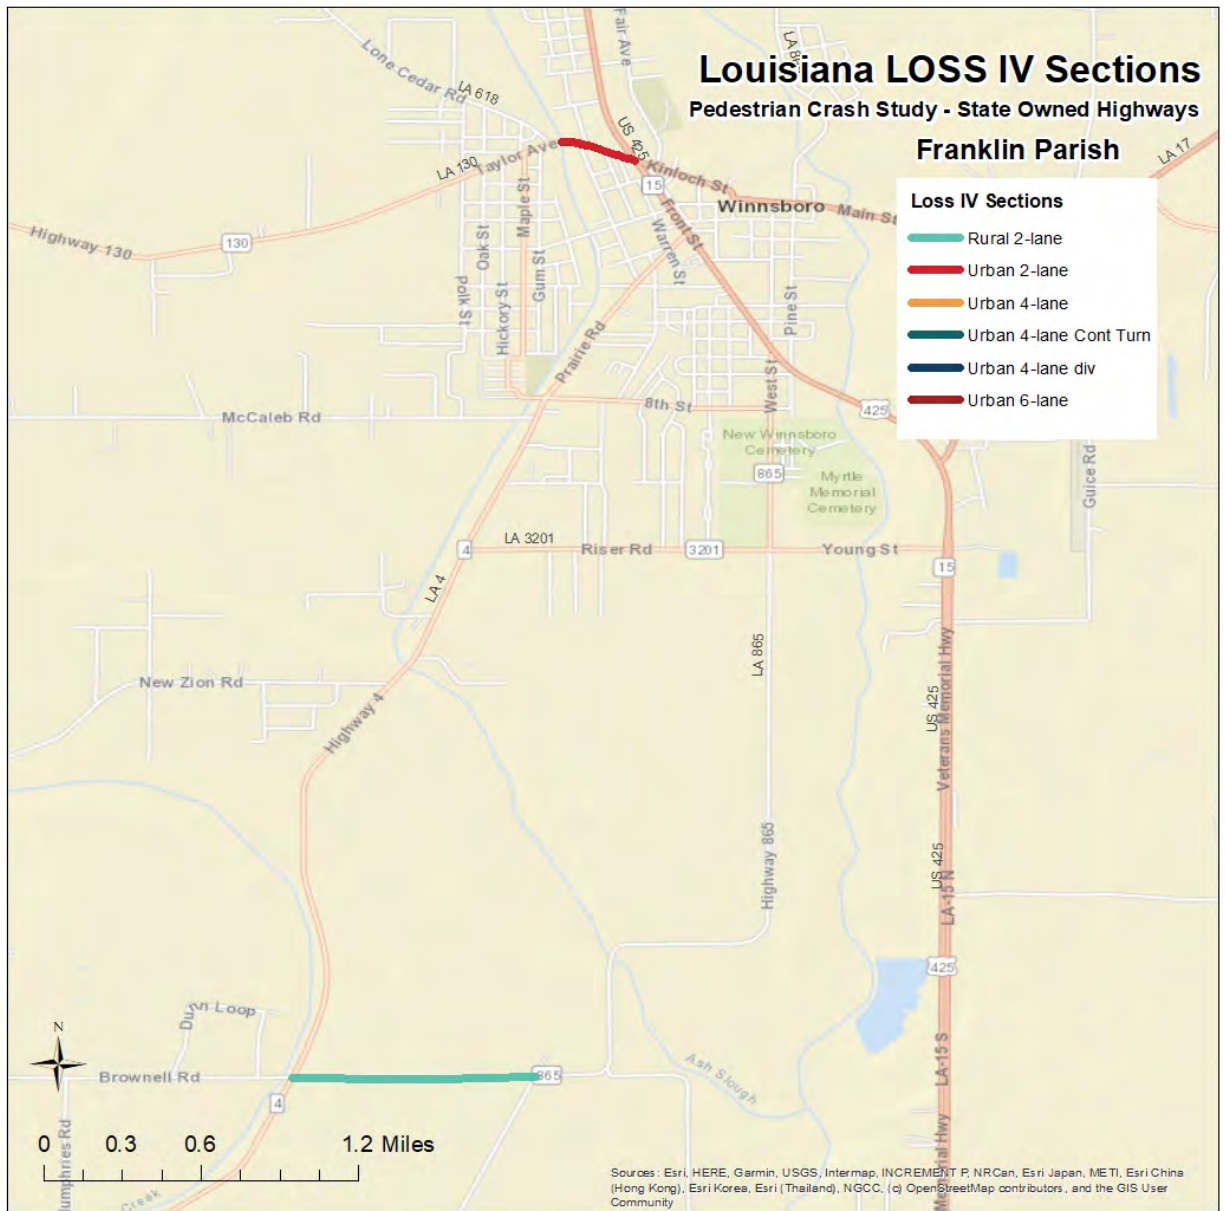 Louisiana LOSS IV Sections
Pedestrian Crash Study - State Owned Highways
Franklin Parish
Loss IV Sections
Rural 2-lane
Urban 2-lane
Urban 4-lane
Urban 4-lane Cont Turn
Urban 4-lane div
Urban 6-lane
Fair Ave
Lone Cedar Rd
LA 618
US 425
LA 17
LA 130
Taylor Ave
Kinloch St
15
Winnsboro
Main St
Highway 130
130
Maple St
Front St
Warren St
Oak St
Gum St
Polk St
Hickory St
Pine St
Prairie Rd
West St
8th St
425
McCaleb Rd
New Winnsboro
Cemetery
865
Myrtle
Memorial
Cemetery
Guice Rd
LA 3201
4
Riser Rd
3201
Young St
15
LA 4
LA 865
New Zion Rd
Highway 4
US 425
Veterans Memorial Hwy
Highway 865
US 425
LA-15 N
425
Dunn Loop
N
LA-15 S
Ash Slough
Brownell Rd
865
4
0 0.3 0.6 1.2 Miles
Creek
Sources: Esri, HERE, Garmin, USGS, Intermap, INCREMENT P, NRCan, Esri Japan, METI, Esri China
(Hong Kong), Esri Korea, Esri (Thailand), NGCC, (c) OpenStreetMap contributors, and the GIS User
Community